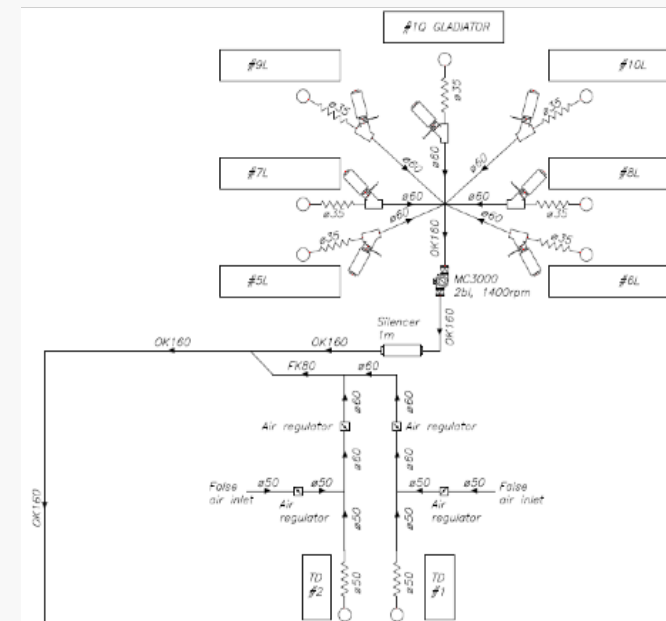 #10 GLADIATOR
#9L
#10L
ø35
ø35
ø35
ø60
ø60
ø60
#7L
#8L
ø60
ø60
ø35
ø35
ø60
ø60
ø35
ø35
#5L
#6L
OK160
MC3000
2bl, 1400rpm
Silencer
1m
OK160
OK160
OK160
FK80
ø60
ø60
ø60
Air regulator
Air regulator
ø60
ø60
False
air inlet
ø50
ø50
ø50
ø50
False
air inlet
Air
regulator
Air
regulator
OK160
ø50
ø50
TD
#2
TD
#1
ø50
ø50